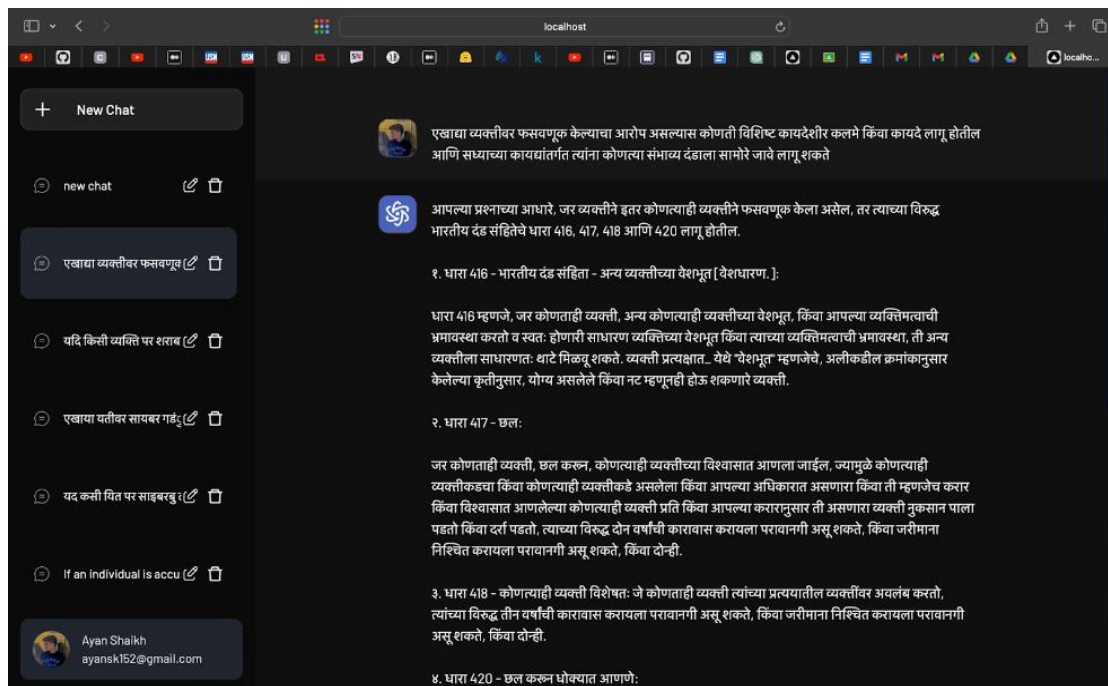 localhost
localho...
New Chat
new chat
एखाद्या व्यक्तीवर फसवणूक
यदि किसी व्यक्ति पर शराब
एखाया यतीवर सायबर गडं
यद कसी यित पर साइबरबु
If an individual is accu
Ayan Shaikh
ayansk152@gmail.com
एखाद्या व्यक्तीवर फसवणूक केल्याचा आरोप असल्यास कोणती विशिष्ट कायदेशीर कलमे किंवा कायदे लागू होतील
आणि सध्याच्या कायद्यांतर्गत त्यांना कोणत्या संभाव्य दंडाला सामोरे जावे लागू शकते
आपल्या प्रश्नाच्या आधारे, जर व्यक्तीने इतर कोणत्याही व्यक्तीने फसवणूक केला असेल, तर त्याच्या विरुद्ध
भारतीय दंड संहितेचे धारा 416, 417, 418 आणि 420 लागू होतील.
१. धारा 416 - भारतीय दंड संहिता - अन्य व्यक्तीच्या वेशभूत [वेशधारण. ]:
धारा 416 म्हणजे, जर कोणताही व्यक्ती, अन्य कोणत्याही व्यक्तीच्या वेशभूत, किंवा आपल्या व्यक्तिमत्वाची
भ्रमावस्था करतो व स्वतः होणारी साधारण व्यक्तिच्या वेशभूत किंवा त्याच्या व्यक्तिमत्वाची भ्रमावस्था, ती अन्य
व्यक्तीला साधारणतः थाटे मिळवू शकते. व्यक्ती प्रत्यक्षात_ येथे "वेशभूत" म्हणजेचे, अलीकडील क्रमांकानुसार
केलेल्या कृतीनुसार, योग्य असलेले किंवा नट म्हणूनही होऊ शकणारे व्यक्ती.
२. धारा 417 - छल:
जर कोणताही व्यक्ती, छल करून, कोणत्याही व्यक्तीच्या विश्वासात आणला जाईल, ज्यामुळे कोणत्याही
व्यक्तीकडचा किंवा कोणत्याही व्यक्तीकडे असलेला किंवा आपल्या अधिकारात असणारा किंवा ती म्हणजेच करार
किंवा विश्वासात आणलेल्या कोणत्याही व्यक्ती प्रति किंवा आपल्या करारानुसार ती असणारा व्यक्ती नुकसान पाला
पडतो किंवा दर्रा पडतो, त्याच्या विरुद्ध दोन वर्षांची कारावास करायला परावानगी असू शकते, किंवा जरीमाना
निश्चित करायला परावानगी असू शकते, किंवा दोन्ही.
३. धारा 418 - कोणत्याही व्यक्ती विशेषतः जे कोणताही व्यक्ती त्यांच्या प्रत्ययातील व्यक्तींवर अवलंब करतो,
त्यांच्या विरुद्ध तीन वर्षांची कारावास करायला परावानगी असू शकते, किंवा जरीमाना निश्चित करायला परावानगी
असू शकते, किंवा दोन्ही.
४. धारा 420 - छल करून धोक्यात आणणे: